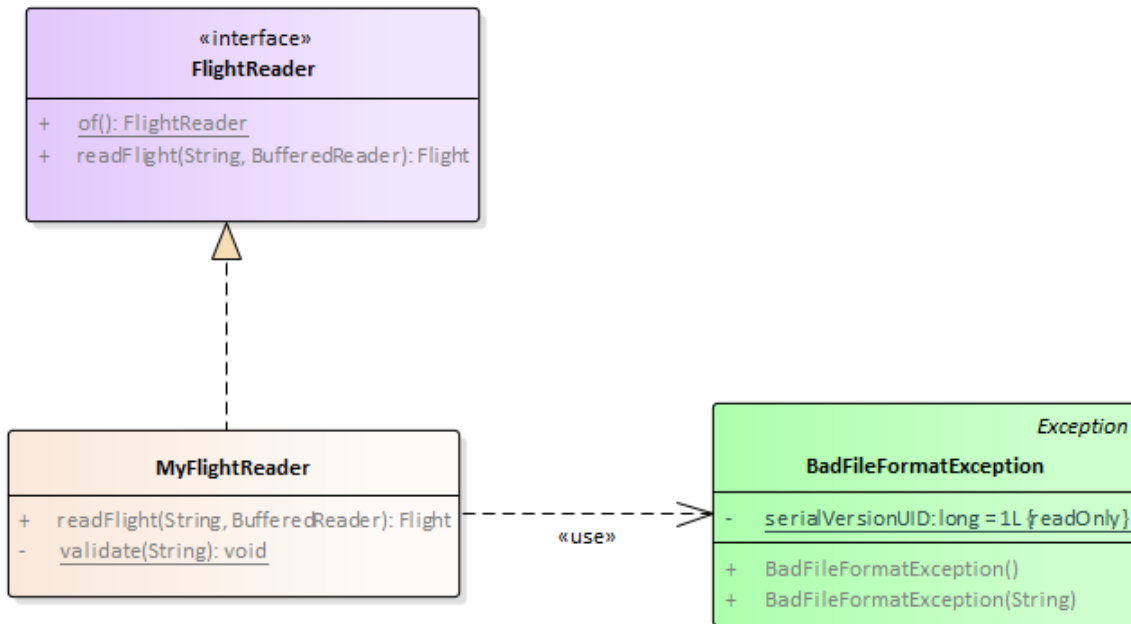 «interface»
FlightReader
+ of(): FlightReader
+ readFlight(String, BufferedReader): Flight
MyFlightReader
+ readFlight(String, BufferedReader): Flight
- validate(String): void
«use»
Exception
BadFileFormatException
- serialVersionUID: long = 1L {readOnly}
+ BadFileFormatException()
+ BadFileFormatException(String)